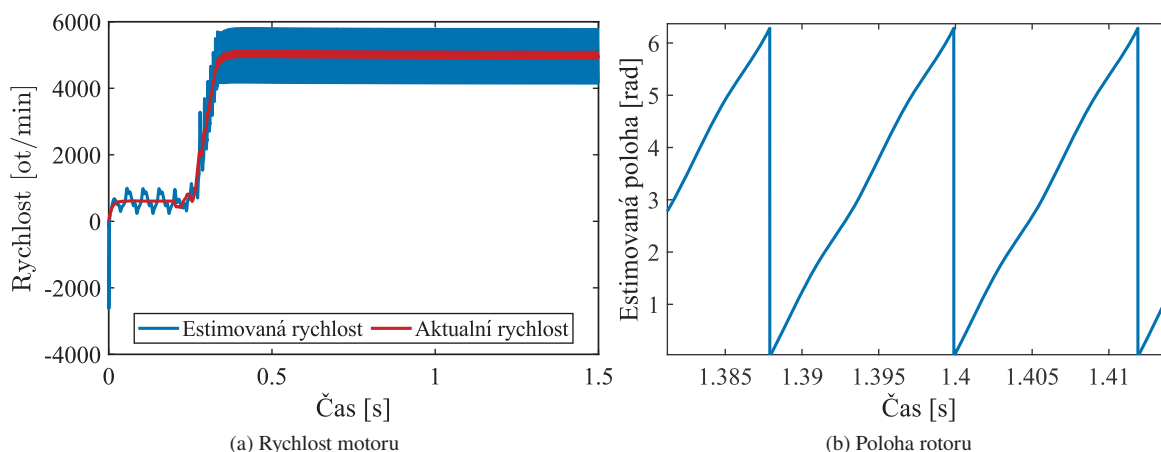 6000
4000
2000
0
-2000
-4000
Rychlost [ot/min]
Estimovaná rychlost
Aktualní rychlost
0
0.5
1
1.5
Čas [s]
(a) Rychlost motoru
6
5
4
3
2
1
Estimovaná poloha [rad]
1.385
1.39
1.395
1.4
1.405
1.41
Čas [s]
(b) Poloha rotoru